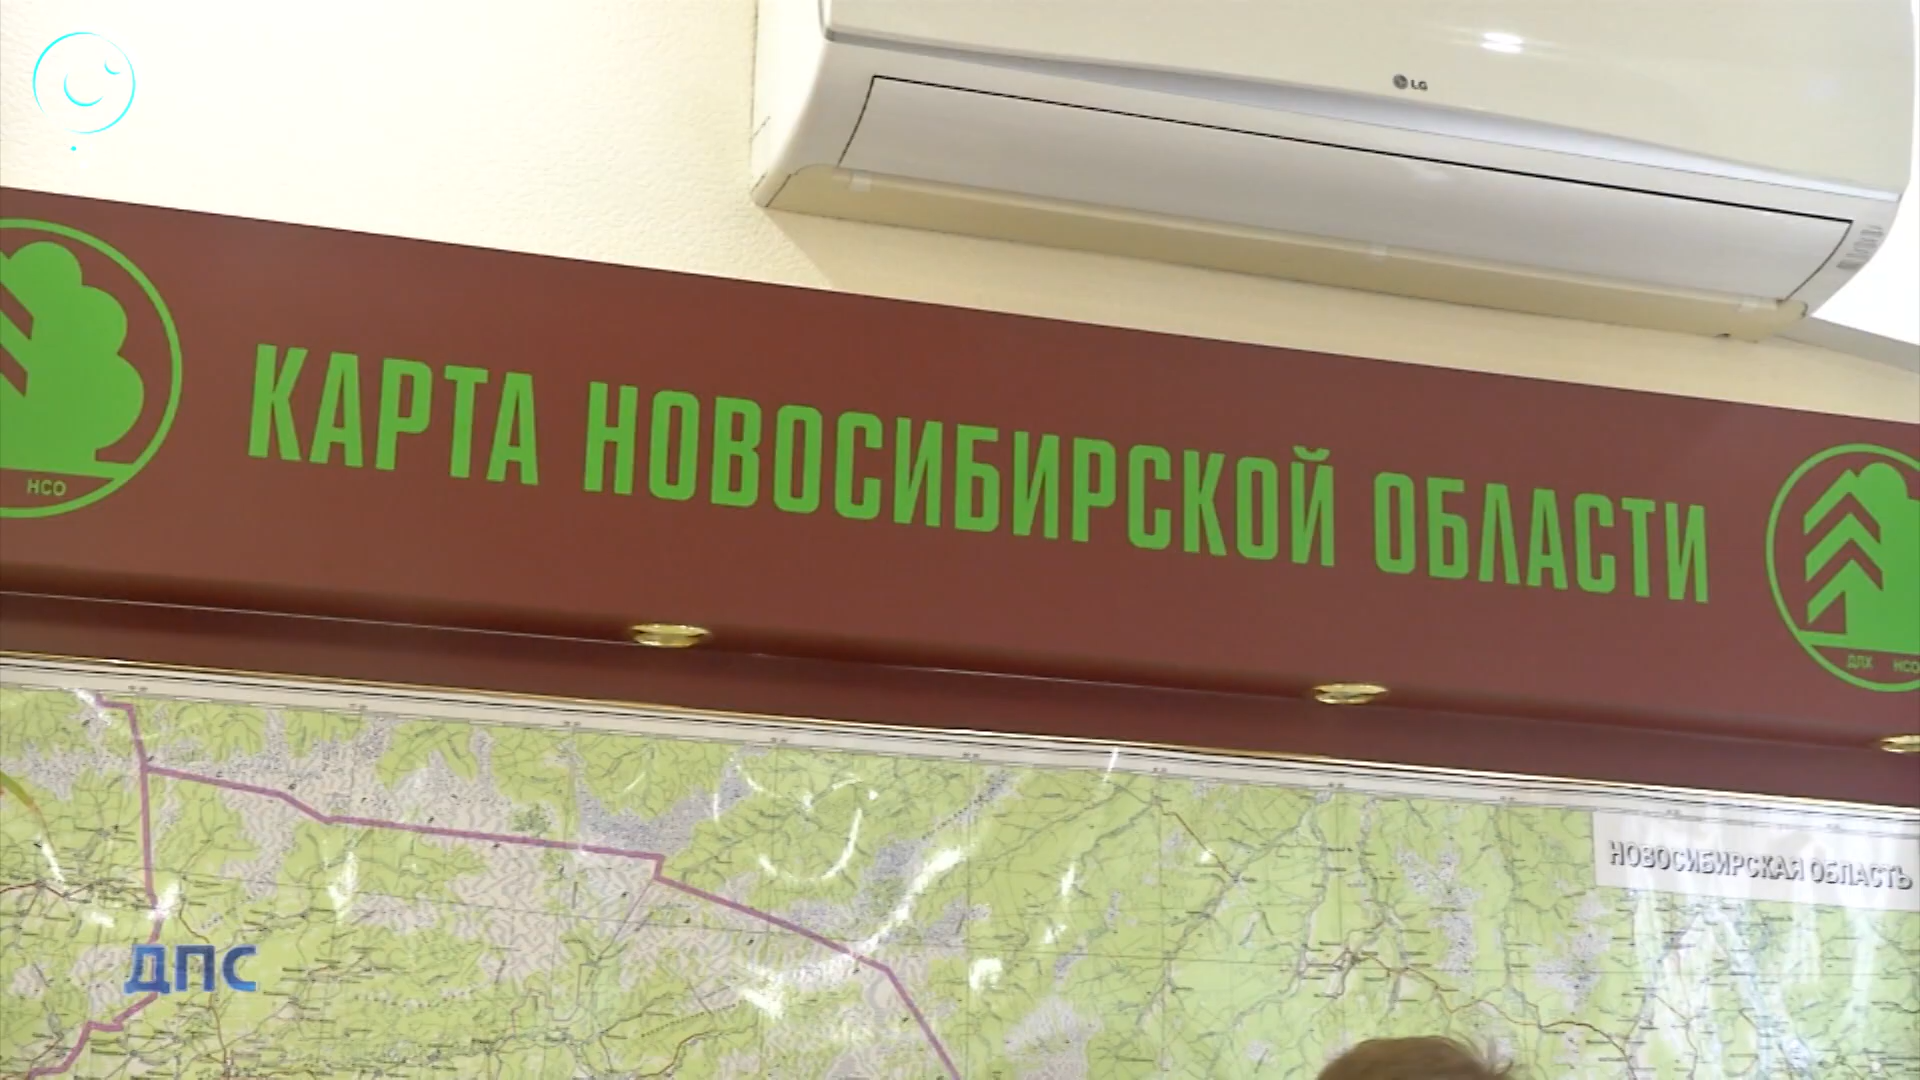 LG
КАРТА НОВОСИБИРСКОЙ ОБЛАСТИ
НСО
ДЛХ НСО
НОВОСИБИРСКАЯ ОБЛАСТЬ
ДПС